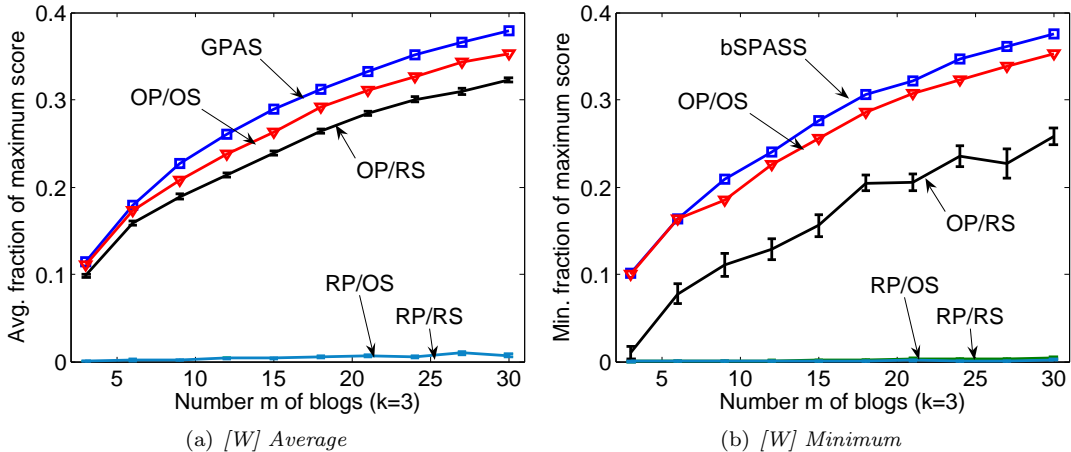 0.4
0.3
0.2
0.1
0
Avg. fraction of maximum score
GPAS
OP/OS
OP/RS
RP/OS
RP/RS
5 10 15 20 25 30
Number m of blogs (k=3)
(a) [W] Average
0.4
0.3
0.2
0.1
0
Min. fraction of maximum score
bSPASS
OP/OS
OP/RS
RP/OS
RP/RS
5 10 15 20 25 30
Number m of blogs (k=3)
(b) [W] Minimum